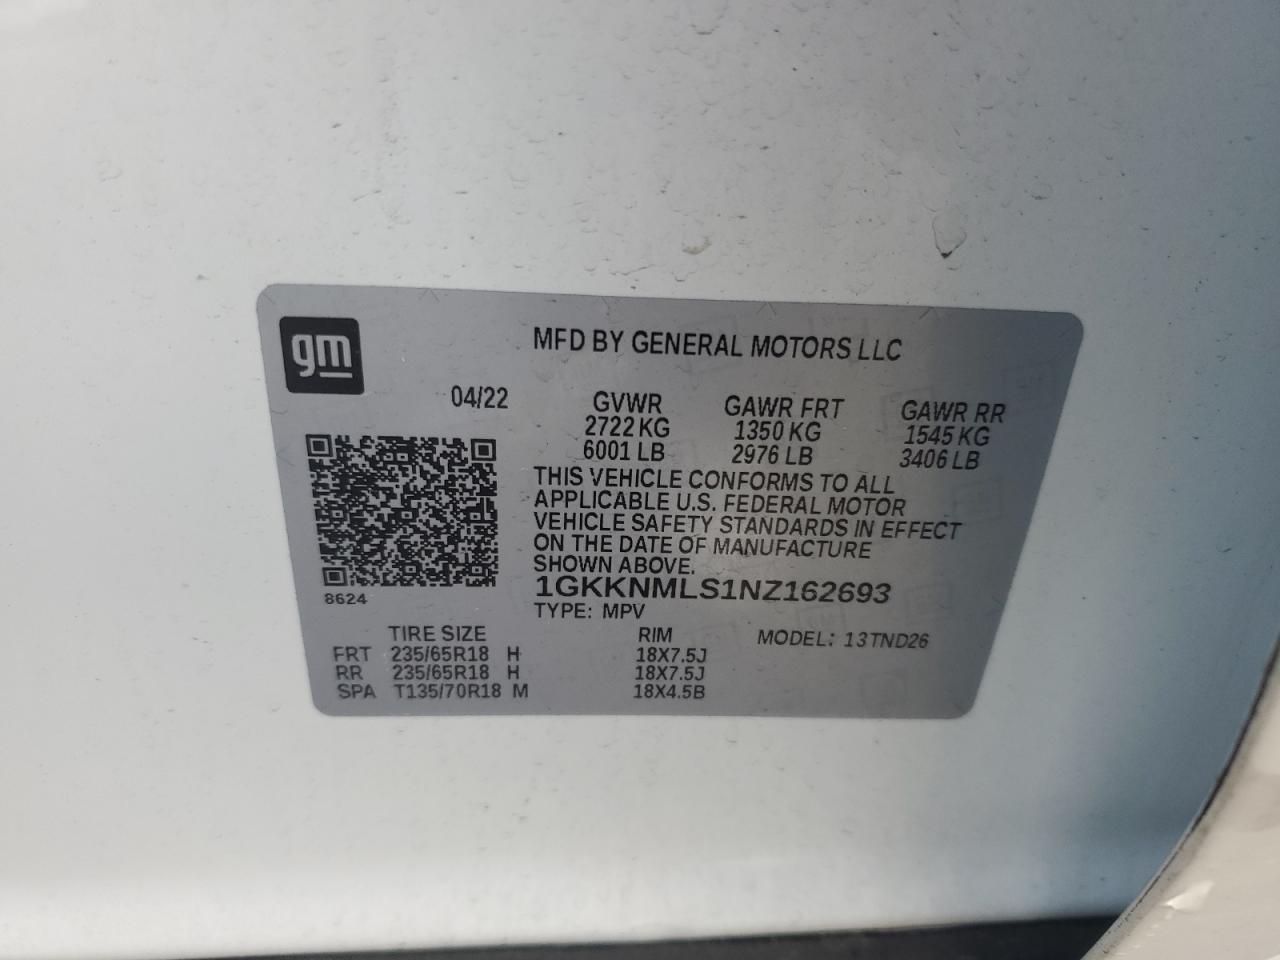 gm
MFD BY GENERAL MOTORS LLC
04/22 GVWR GAWR FRT GAWR RR
2722 KG 1350 KG 1545 KG
6001 LB 2976 LB 3406 LB
THIS VEHICLE CONFORMS TO ALL
APPLICABLE U.S. FEDERAL MOTOR
VEHICLE SAFETY STANDARDS IN EFFECT
ON THE DATE OF MANUFACTURE
SHOWN ABOVE.
1GKKNMLS1NZ162693
8624
TYPE: MPV
TIRE SIZE RIM MODEL: 13TND26
FRT 235/65R18 H 18X7.5J
RR 235/65R18 H 18X7.5J
SPA T135/70R18 M 18X4.5B